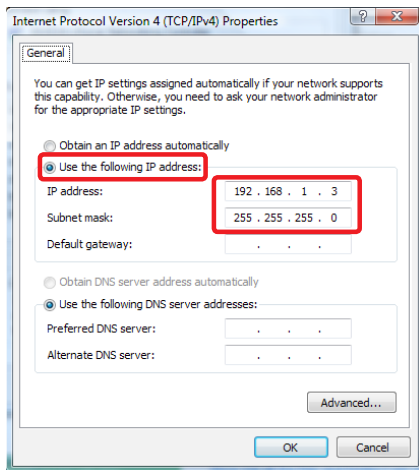 Internet Protocol Version 4 (TCP/IPv4) Properties
General
You can get IP settings assigned automatically if your network supports
this capability. Otherwise, you need to ask your network administrator
for the appropriate IP settings.
Obtain an IP address automatically
Use the following IP address:
IP address: 192 . 168 . 1 . 3
Subnet mask: 255 . 255 . 255 . 0
Default gateway: . . .
Obtain DNS server address automatically
Use the following DNS server addresses:
Preferred DNS server: . . .
Alternate DNS server: . . .
Advanced...
OK Cancel